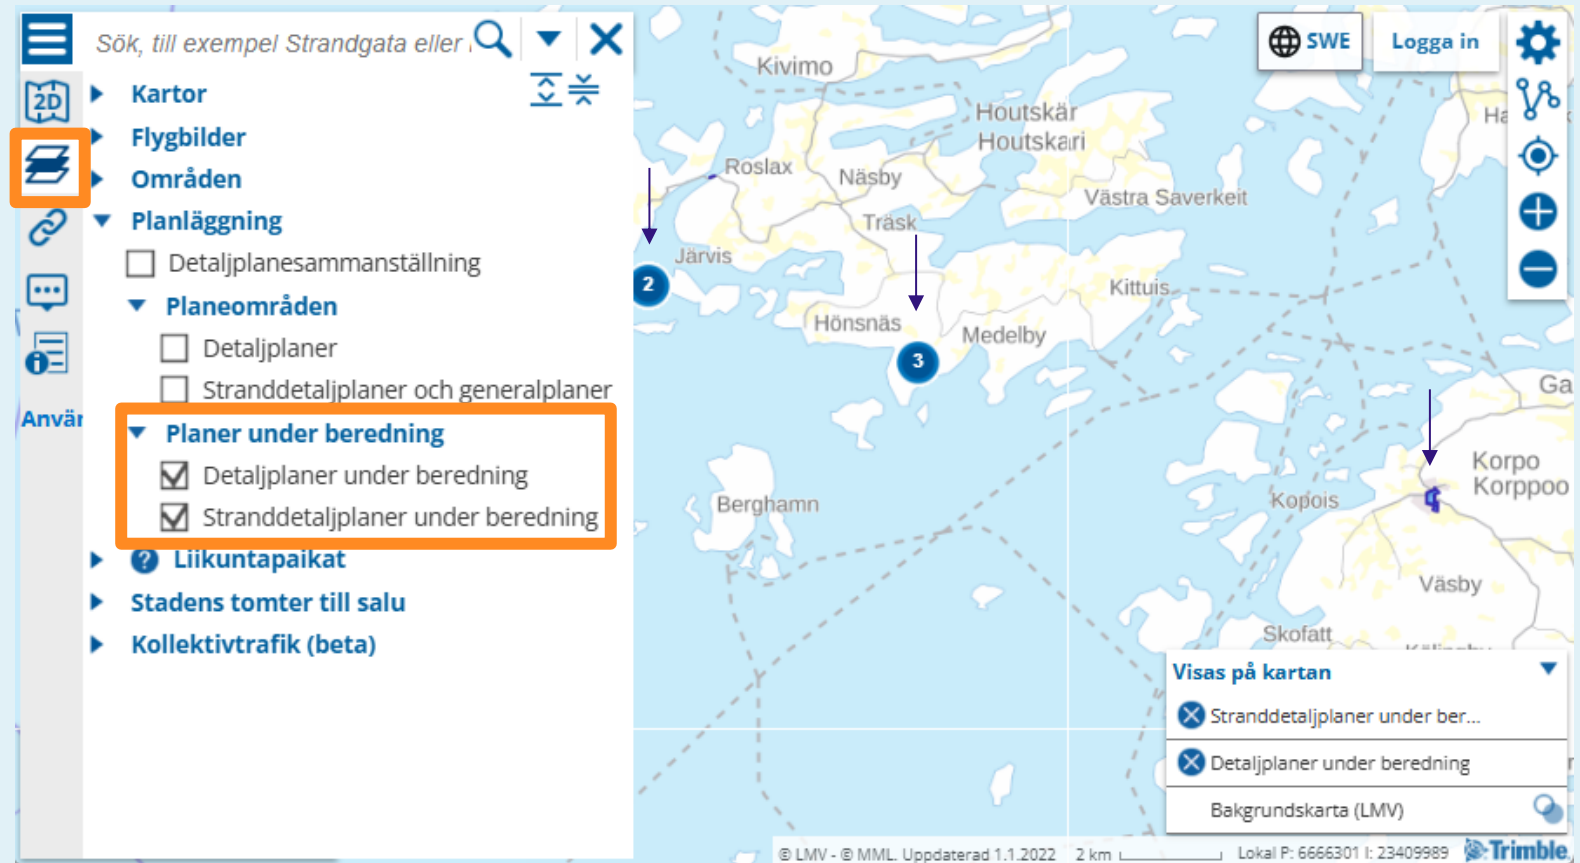 Sök, till exempel Strandgata eller
SWE
Logga in
2D
Kartor
Flygbilder
Områden
Planläggning
Detaljplanesammanställning
Planeområden
Detaljplaner
Stranddetaljplaner och generalplaner
Använ
Planer under beredning
Detaljplaner under beredning
Stranddetaljplaner under beredning
? Liikuntapaikat
Stadens tomter till salu
Kollektivtrafik (beta)
Kivimo
Houtskär
Houtskari
Ha
Roslax
Näsby
Västra Saverkeit
Träsk
Järvis
2
Kittuis
Hönsnäs
Medelby
3
Ga
Korpo
Korppoo
Kopois
Berghamn
Väsby
Skofatt
Visas på kartan
Stranddetaljplaner under ber...
Detaljplaner under beredning
Bakgrundskarta (LMV)
© LMV - © MML. Uppdaterad 1.1.2022 2 km Lokal P: 6666301 I: 23409989 Trimble